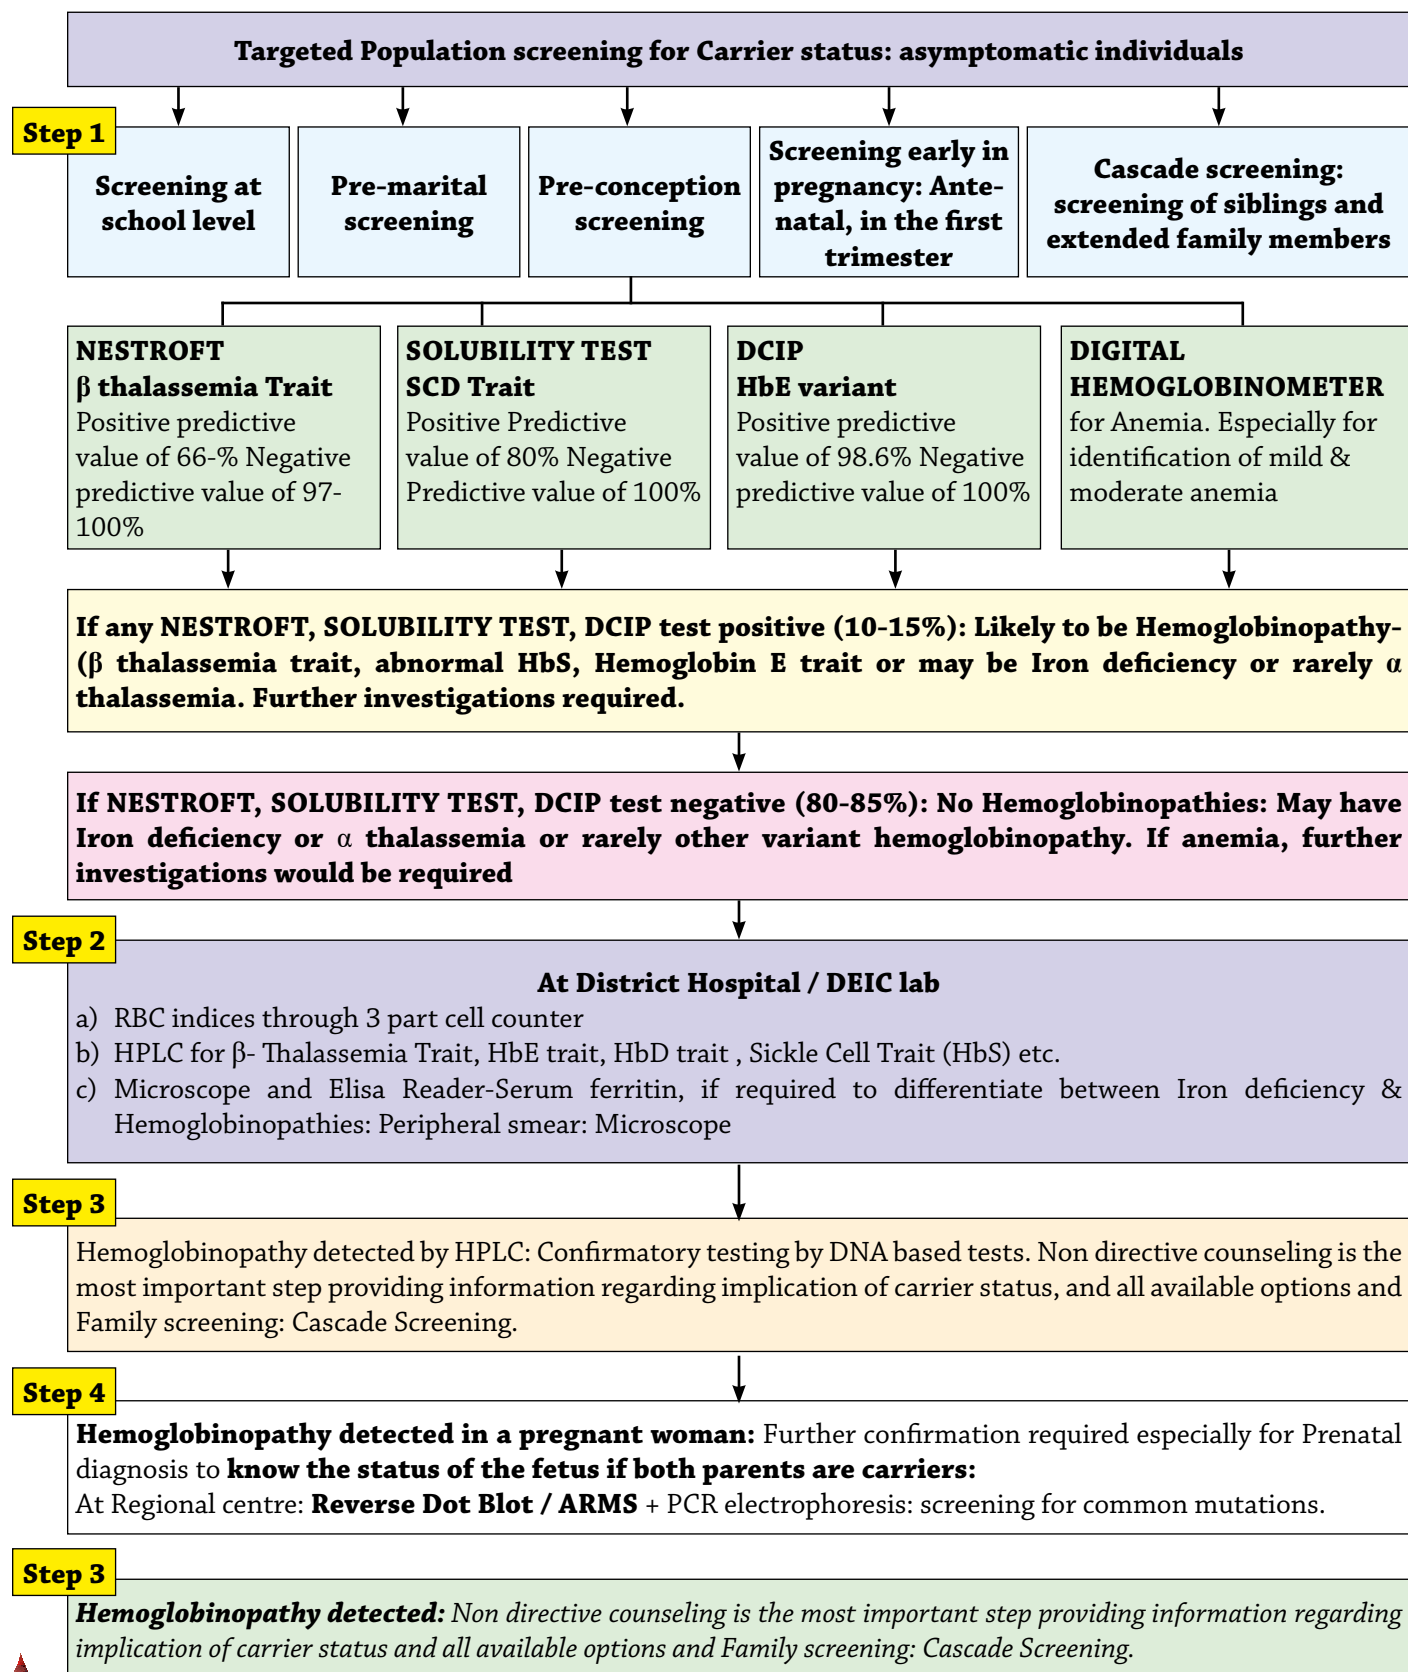 Targeted Population screening for Carrier status: asymptomatic individuals
Step 1
Screening at
school level
Pre-marital
screening
Pre-conception
screening
Screening early in
pregnancy: Ante-
natal, in the first
trimester
Cascade screening:
screening of siblings and
extended family members
NESTROFT
β thalassemia Trait
Positive predictive
value of 66-% Negative
predictive value of 97-
100%
SOLUBILITY TEST
SCD Trait
Positive Predictive
value of 80% Negative
Predictive value of 100%
DCIP
HbE variant
Positive predictive
value of 98.6% Negative
predictive value of 100%
DIGITAL
HEMOGLOBINOMETER
for Anemia. Especially for
identification of mild &
moderate anemia
If any NESTROFT, SOLUBILITY TEST, DCIP test positive (10-15%): Likely to be Hemoglobinopathy-
(β thalassemia trait, abnormal HbS, Hemoglobin E trait or may be Iron deficiency or rarely α
thalassemia. Further investigations required.
If NESTROFT, SOLUBILITY TEST, DCIP test negative (80-85%): No Hemoglobinopathies: May have
Iron deficiency or α thalassemia or rarely other variant hemoglobinopathy. If anemia, further
investigations would be required
Step 2
At District Hospital / DEIC lab
a) RBC indices through 3 part cell counter
b) HPLC for β- Thalassemia Trait, HbE trait, HbD trait , Sickle Cell Trait (HbS) etc.
c) Microscope and Elisa Reader-Serum ferritin, if required to differentiate between Iron deficiency &
Hemoglobinopathies: Peripheral smear: Microscope
Step 3
Hemoglobinopathy detected by HPLC: Confirmatory testing by DNA based tests. Non directive counseling is the
most important step providing information regarding implication of carrier status, and all available options and
Family screening: Cascade Screening.
Step 4
Hemoglobinopathy detected in a pregnant woman: Further confirmation required especially for Prenatal
diagnosis to know the status of the fetus if both parents are carriers:
At Regional centre: Reverse Dot Blot / ARMS + PCR electrophoresis: screening for common mutations.
Step 3
Hemoglobinopathy detected: Non directive counseling is the most important step providing information regarding
implication of carrier status and all available options and Family screening: Cascade Screening.